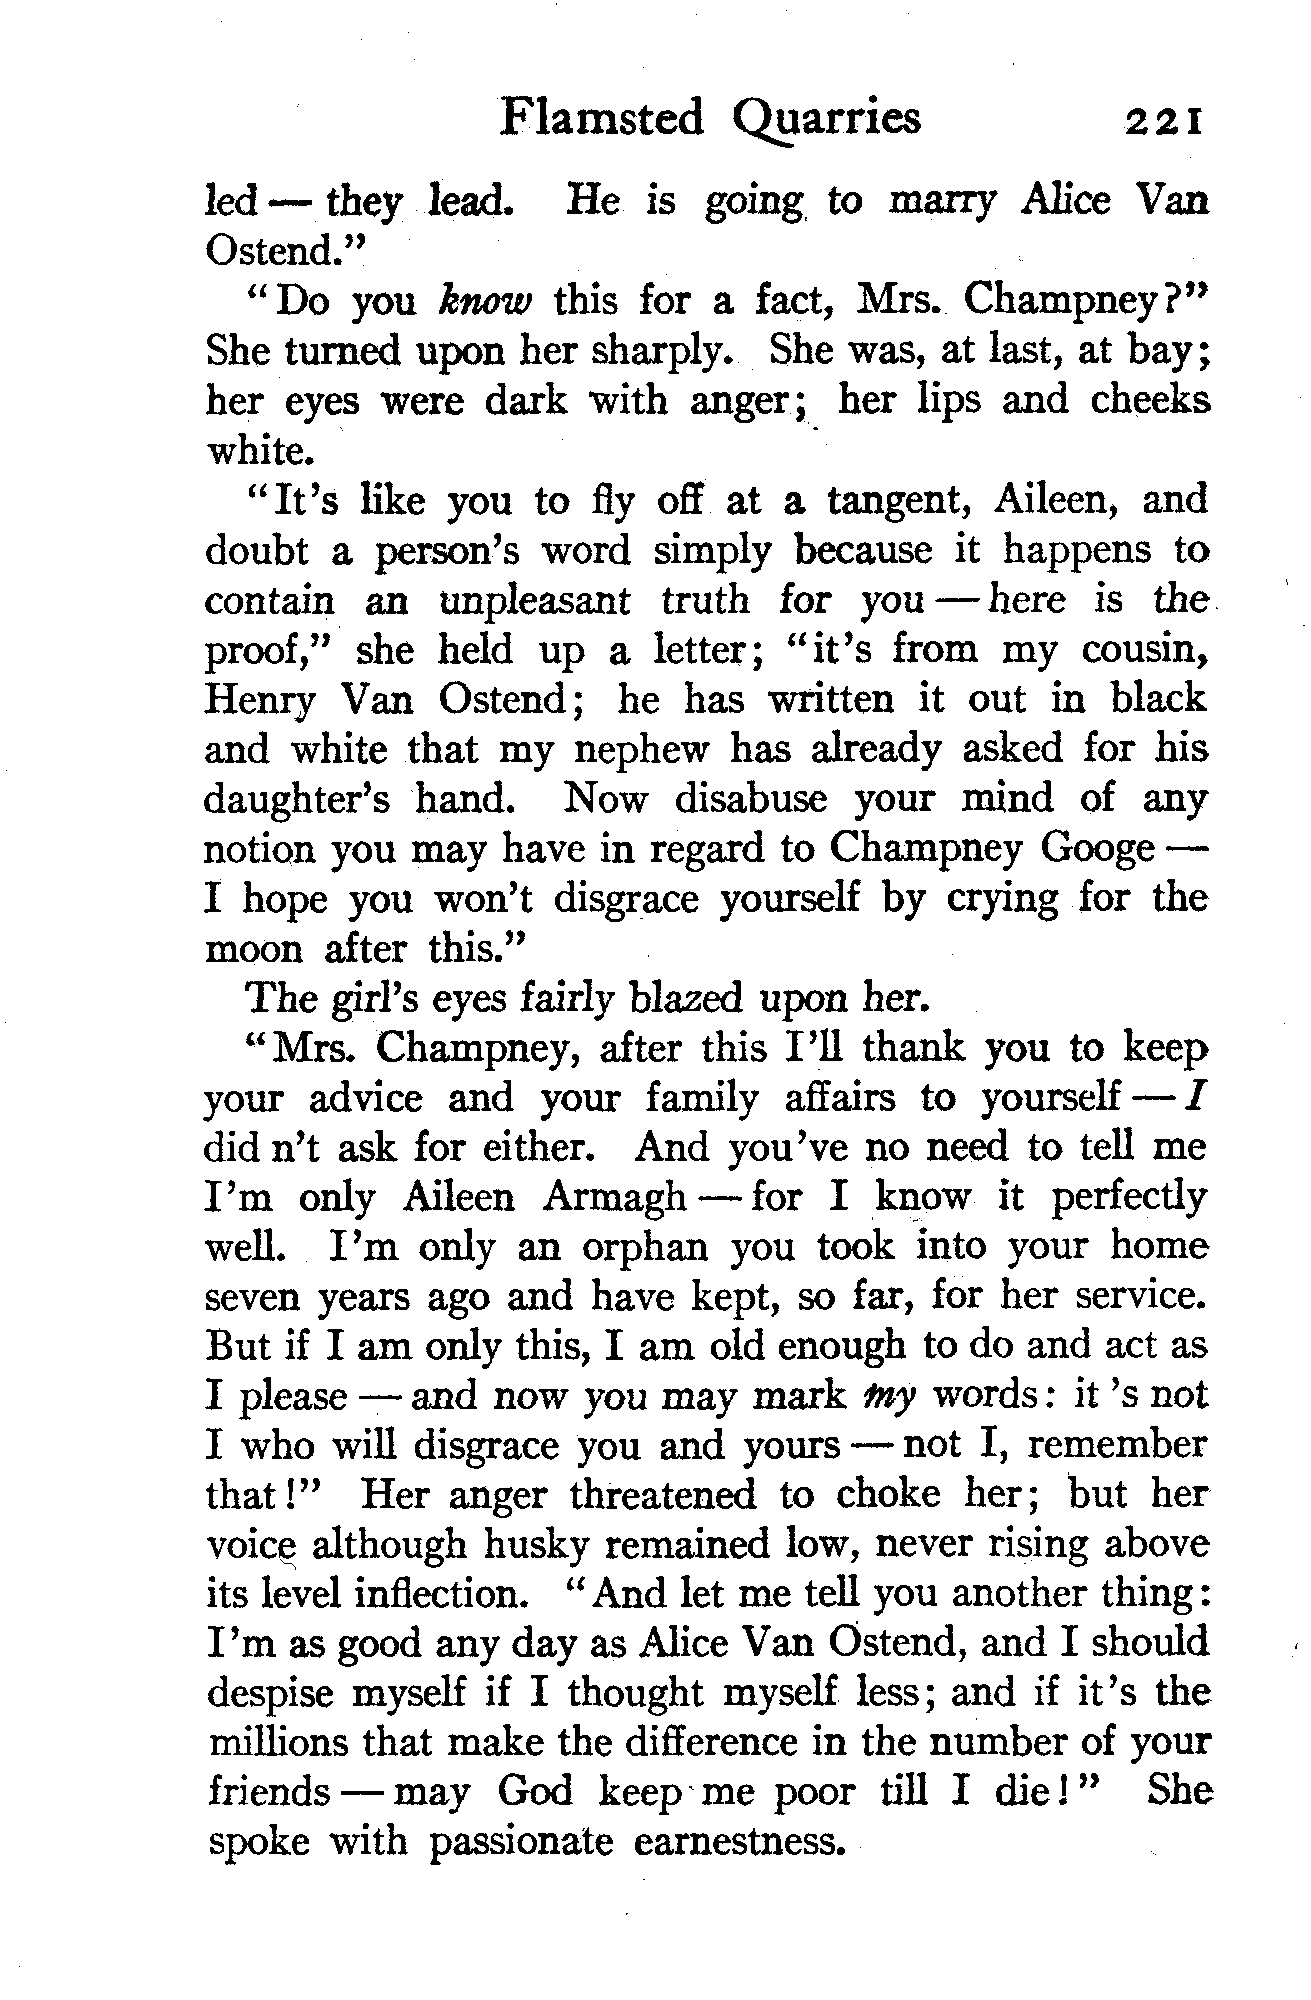 Flamsted Quarries 221
led — they lead. He is going to marry Alice Van
Ostend."
"Do you know this for a fact, Mrs. Champney?"
She turned upon her sharply. She was, at last, at bay;
her eyes were dark with anger; her lips and cheeks
white.
"It's like you to fly off at a tangent, Aileen, and
doubt a person's word simply because it happens to
contain an unpleasant truth for you — here is the
proof," she held up a letter; "it's from my cousin,
Henry Van Ostend; he has written it out in black
and white that my nephew has already asked for his
daughter's hand. Now disabuse your mind of any
notion you may have in regard to Champney Googe —
I hope you won't disgrace yourself by crying for the
moon after this."
The girl's eyes fairly blazed upon her.
"Mrs. Champney, after this I'll thank you to keep
your advice and your family affairs to yourself — I
did n't ask for either. And you've no need to tell me
I'm only Aileen Armagh — for I know it perfectly
well. I'm only an orphan you took into your home
seven years ago and have kept, so far, for her service.
But if I am only this, I am old enough to do and act as
I please — and now you may mark my words: it 's not
I who will disgrace you and yours — not I, remember
that!" Her anger threatened to choke her; but her
voice although husky remained low, never rising above
its level inflection. "And let me tell you another thing:
I'm as good any day as Alice Van Ostend, and I should
despise myself if I thought myself less; and if it's the
millions that make the difference in the number of your
friends — may God keep me poor till I die!" She
spoke with passionate earnestness.